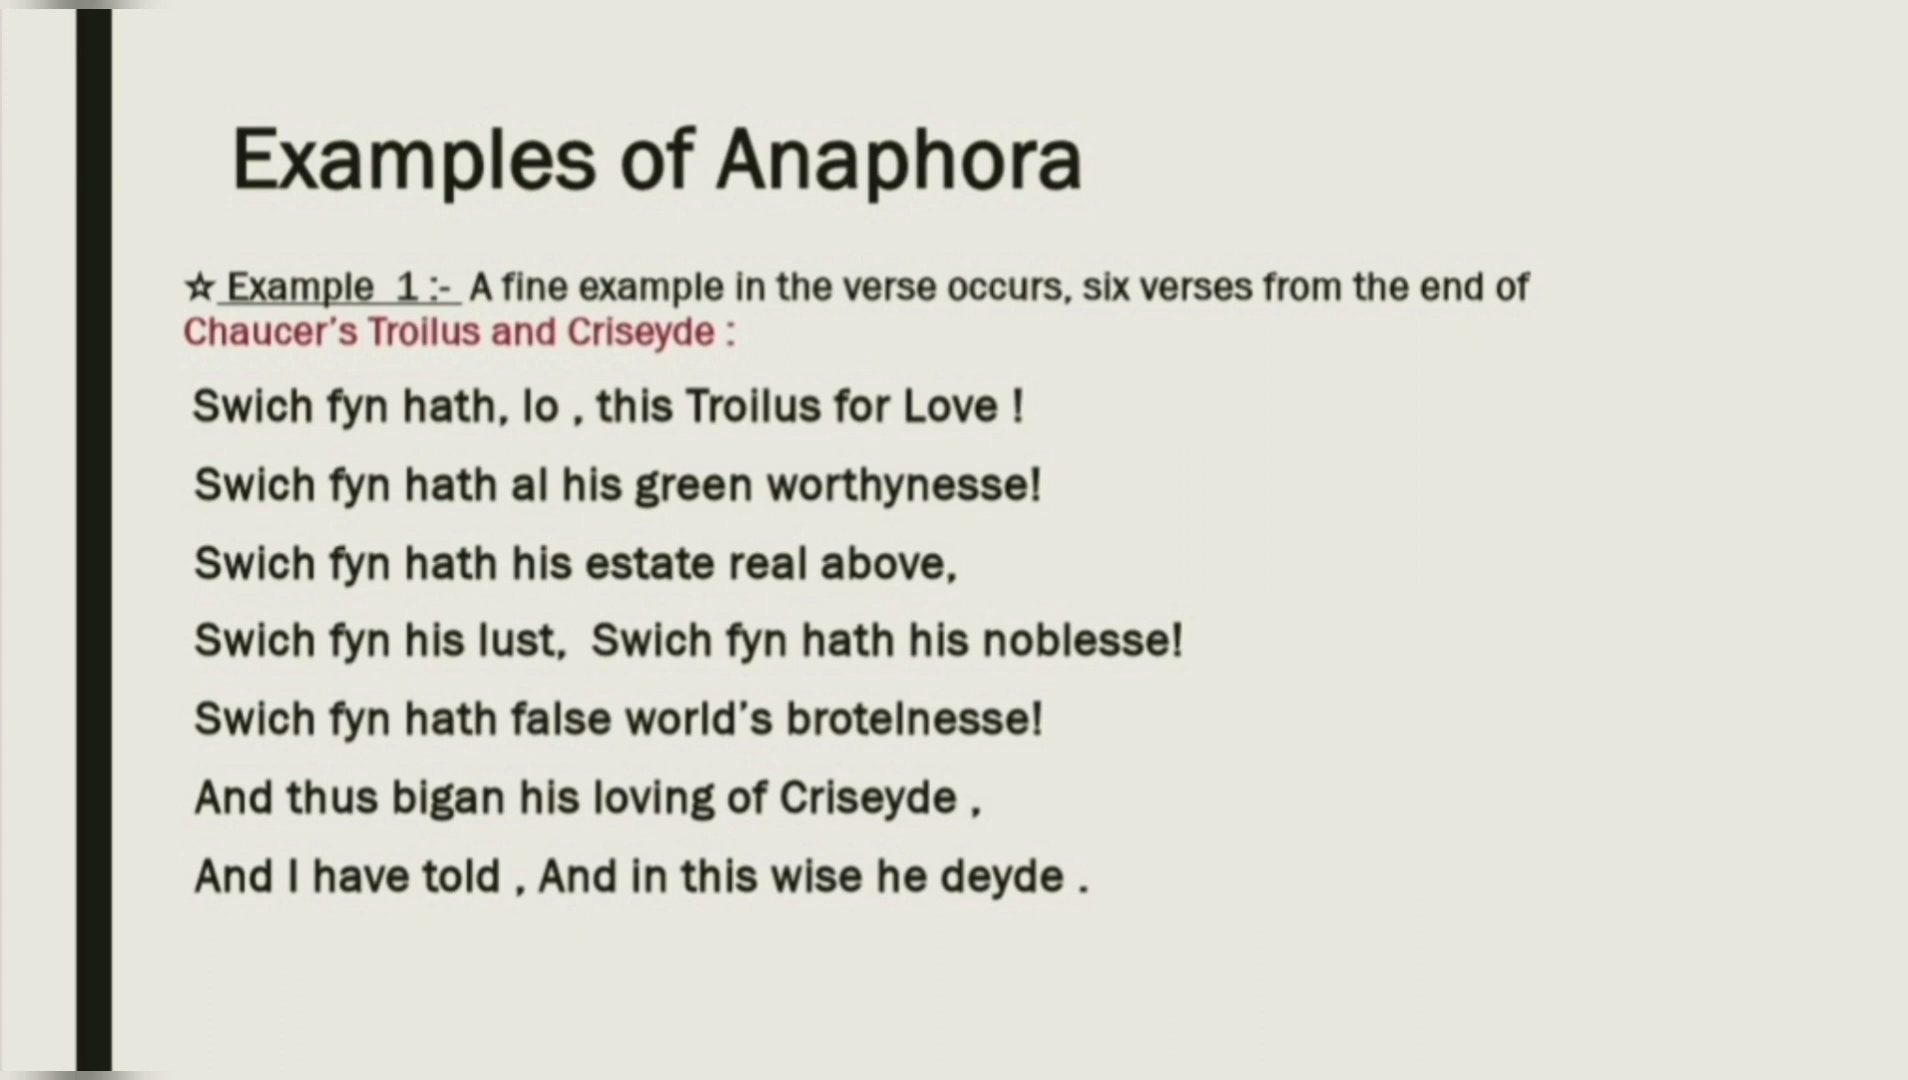 Examples of Anaphora
☆ Example 1 :- A fine example in the verse occurs, six verses from the end of
Chaucer’s Troilus and Criseyde :
Swich fyn hath, lo , this Troilus for Love !
Swich fyn hath al his green worthynesse!
Swich fyn hath his estate real above,
Swich fyn his lust, Swich fyn hath his noblesse!
Swich fyn hath false world’s brotelnesse!
And thus bigan his loving of Criseyde ,
And I have told , And in this wise he deyde .